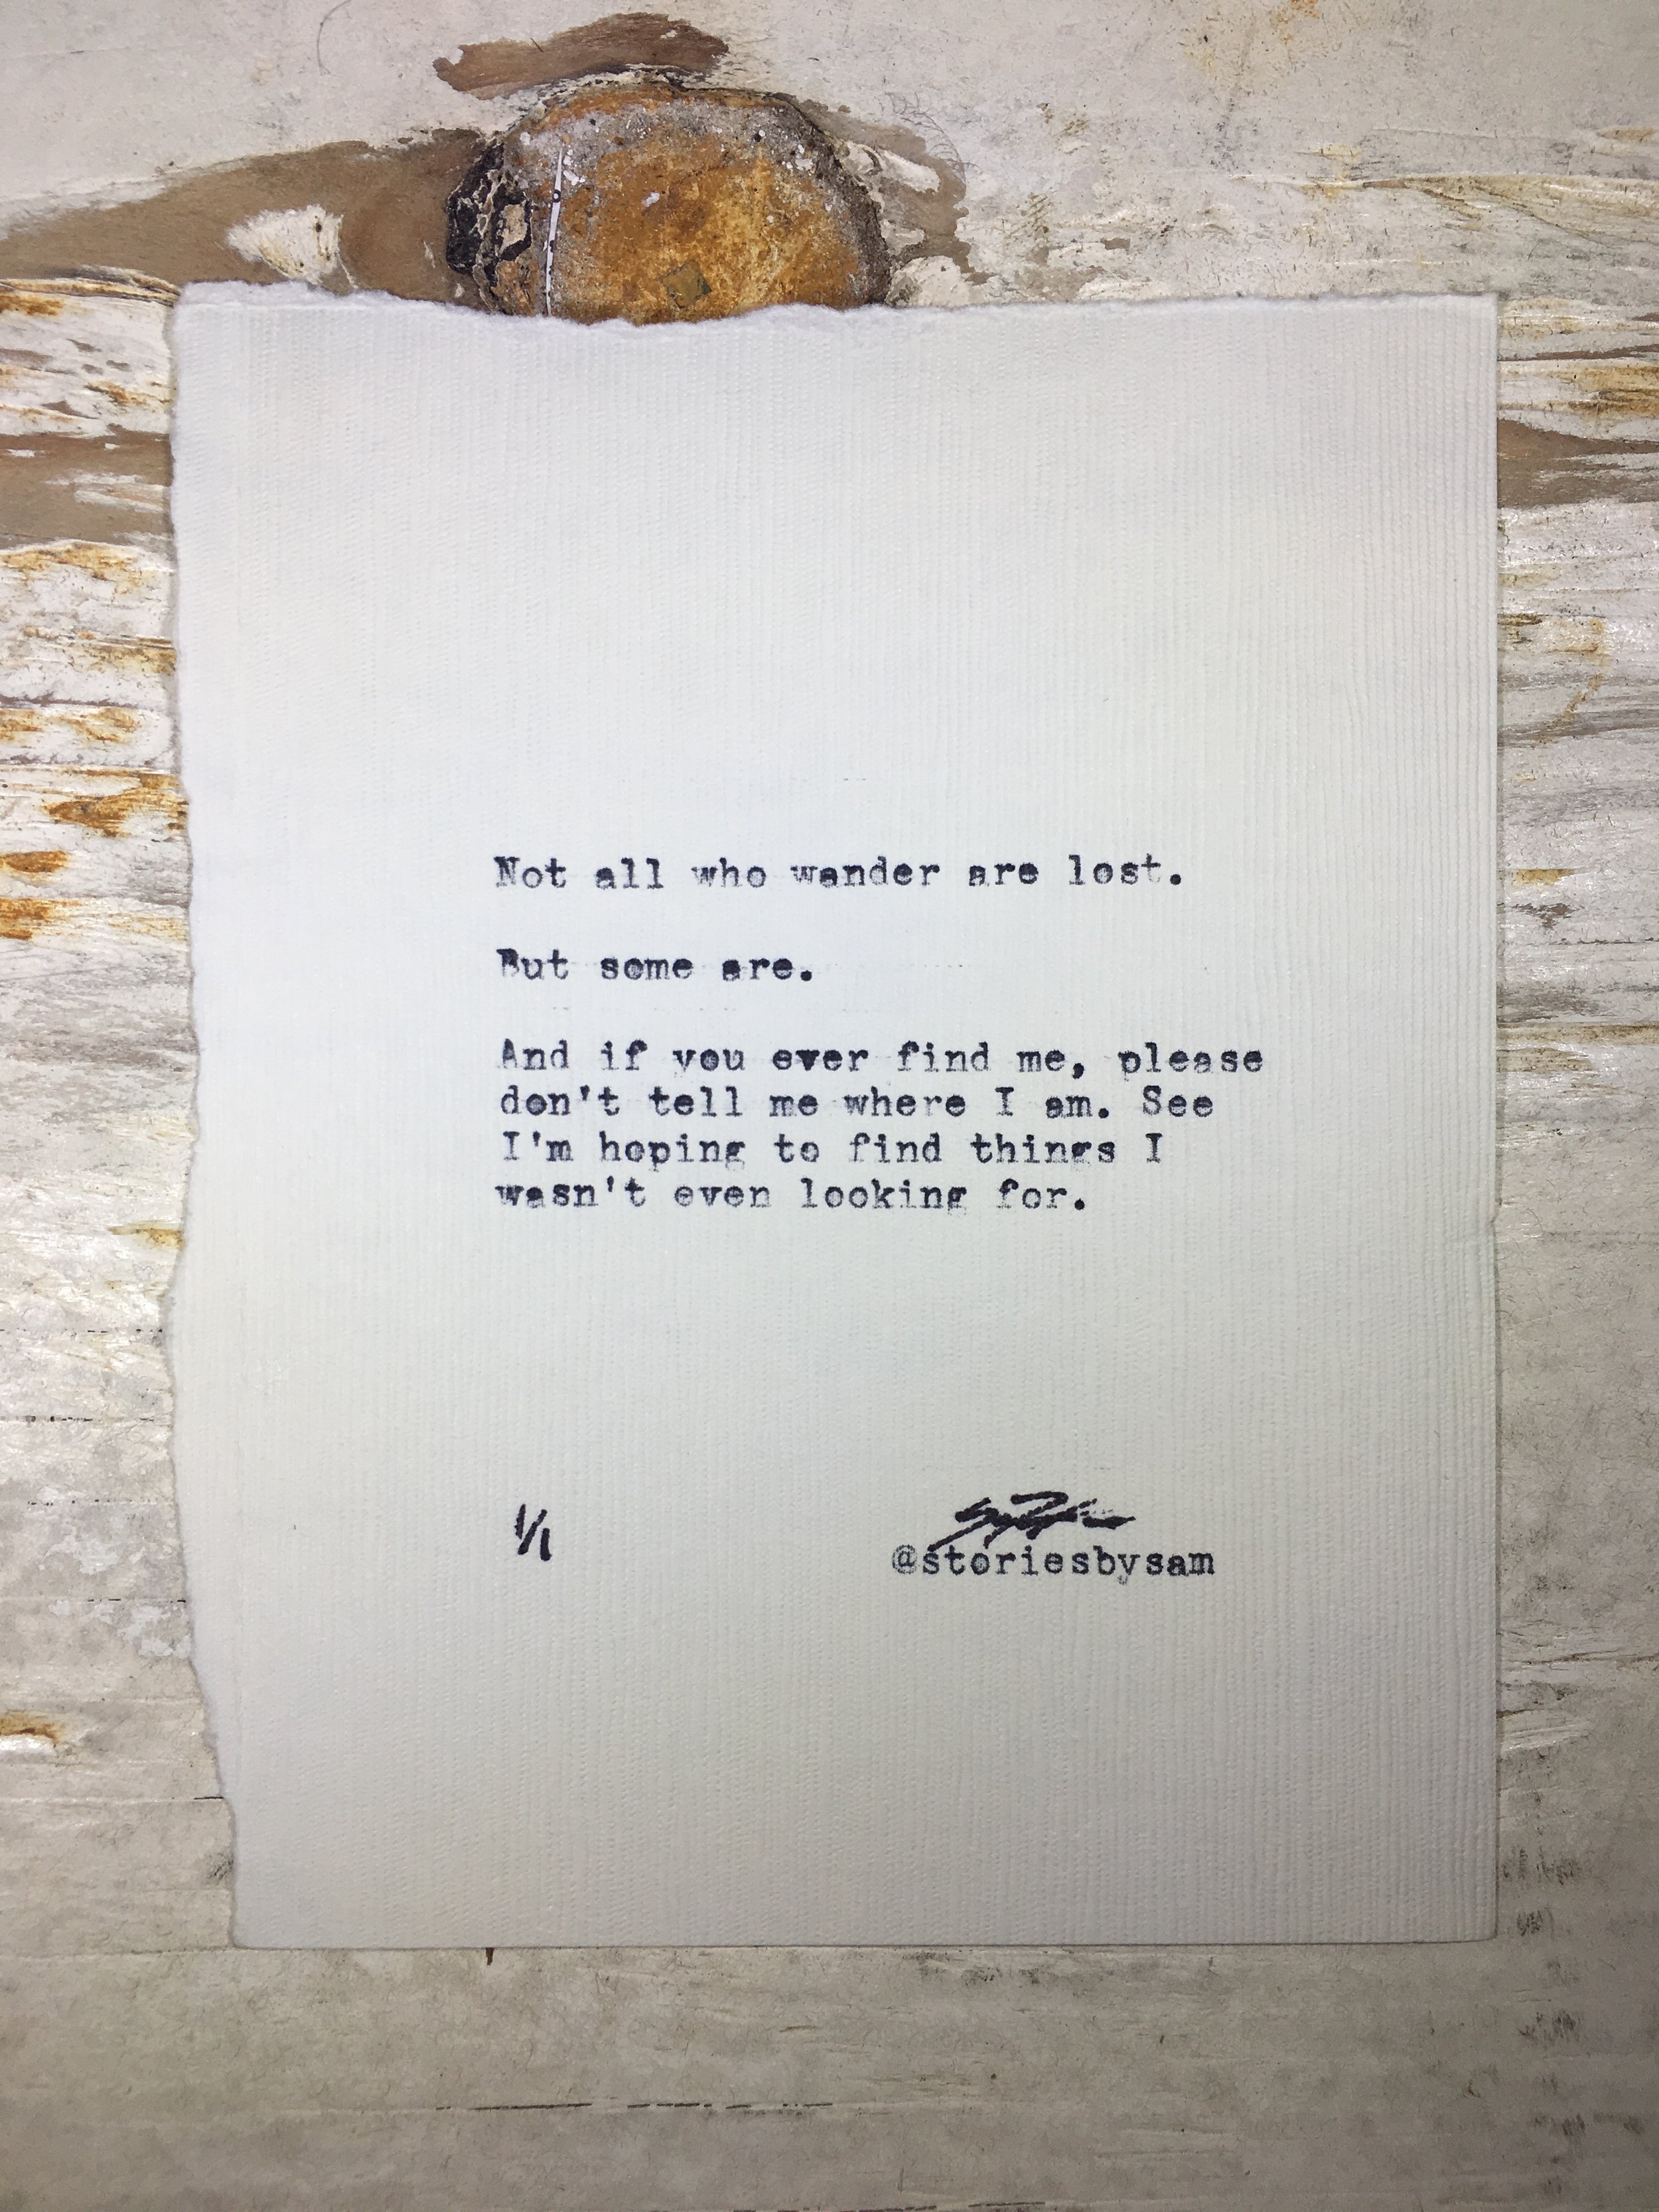 Not all who wander are lost.
But some are.
And if you ever find me, please
don't tell me where I am. See
I'm hoping to find things I
wasn't even looking for.
1/1
@storiesbysam